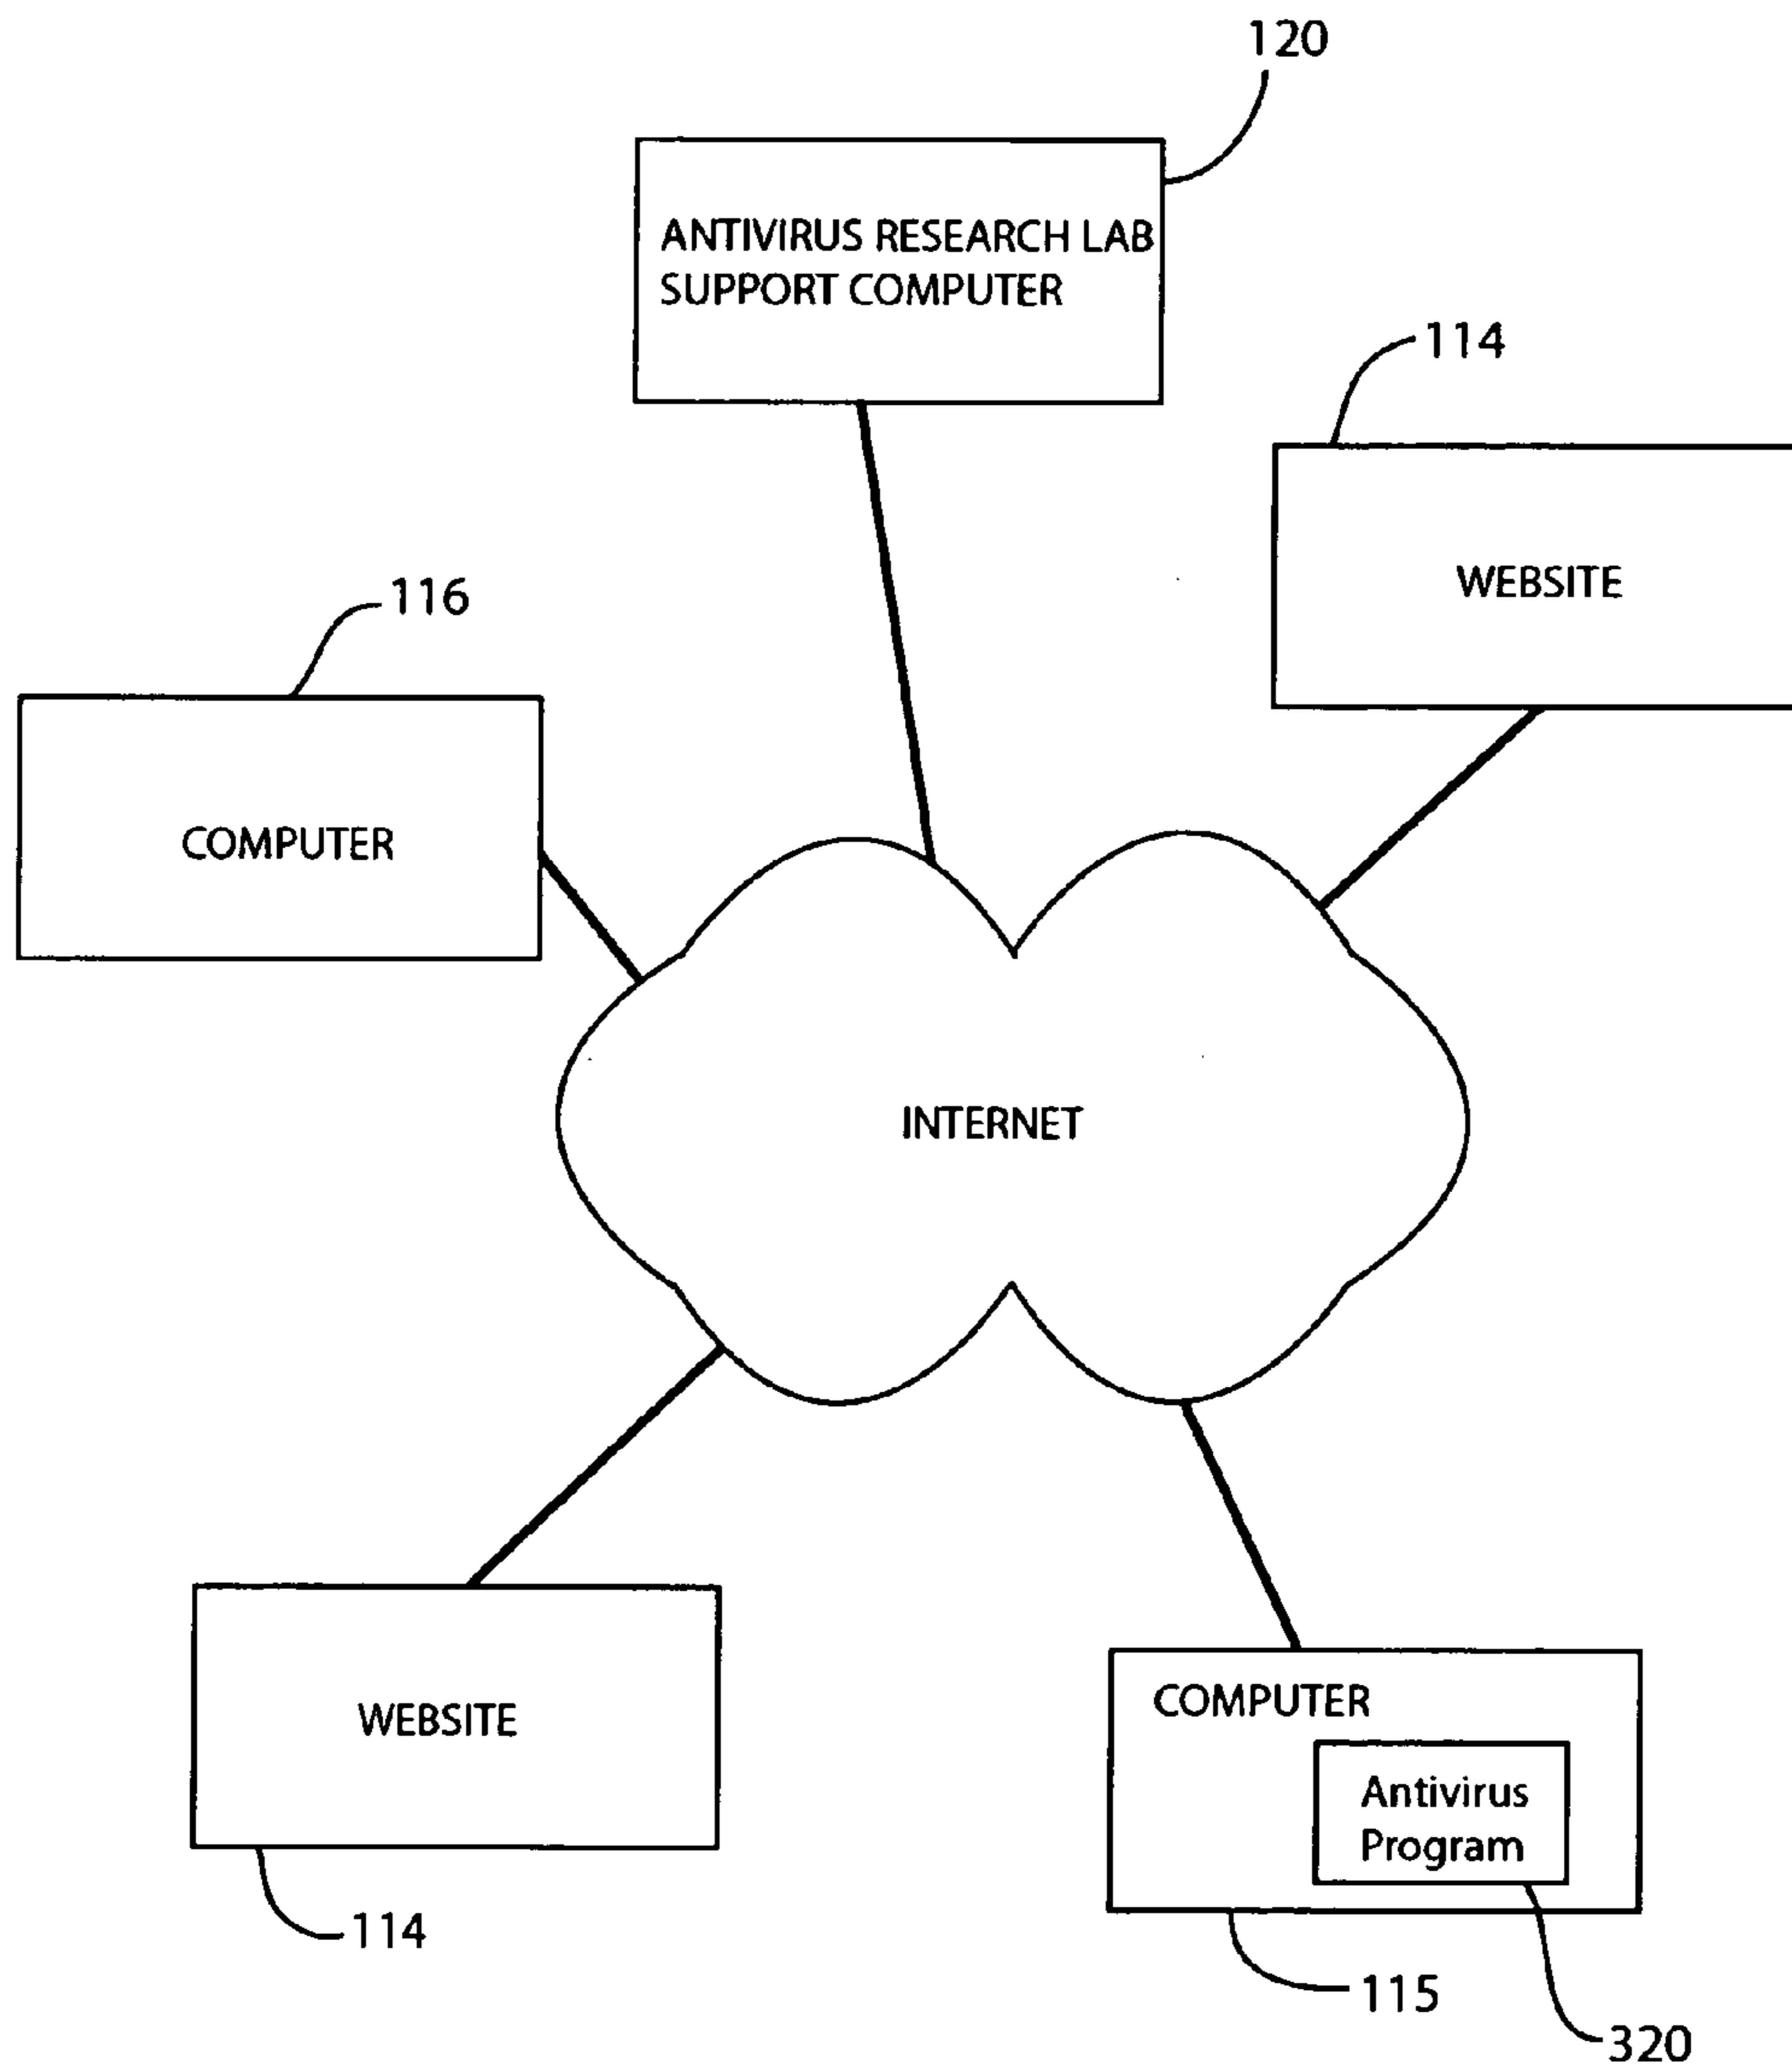 120
ANTIVIRUS RESEARCH LAB
SUPPORT COMPUTER
114
WEBSITE
116
COMPUTER
INTERNET
WEBSITE
114
COMPUTER
Antivirus
Program
115
320